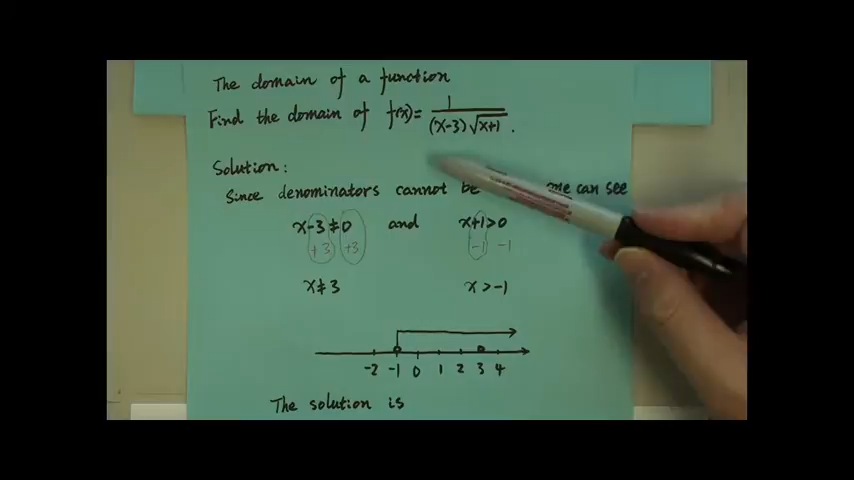 The domain of a function
Find the domain of f(x)= 1/((x-3)√(x+1)).
Solution:
Since denominators cannot be one can see
x-3≠0 and x+1>0
+3 +3 -1 -1
x≠3 x>-1
-2 -1 0 1 2 3 4
The solution is